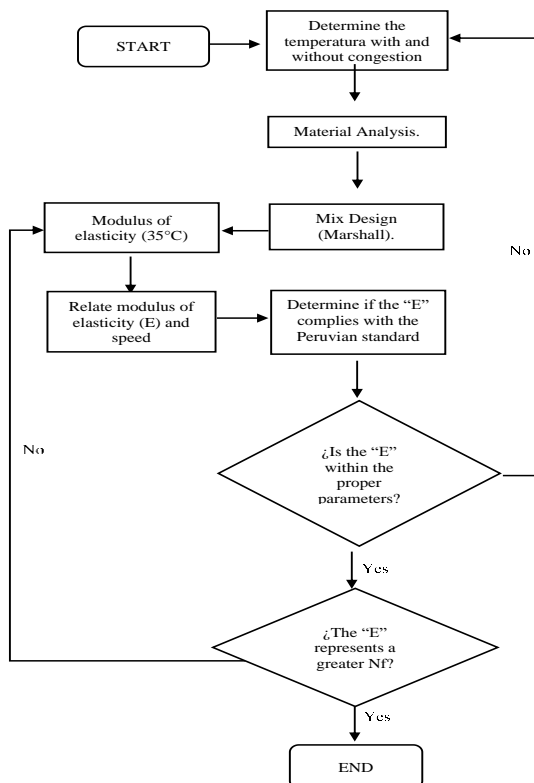 START
Determine the
temperatura with and
without congestion
Material Analysis.
Mix Design
(Marshall).
Modulus of
elasticity (35°C)
No
Relate modulus of
elasticity (E) and
speed
Determine if the “E”
complies with the
Peruvian standard
No
¿Is the “E”
within the
proper
parameters?
Yes
¿The “E”
represents a
greater Nf?
Yes
END